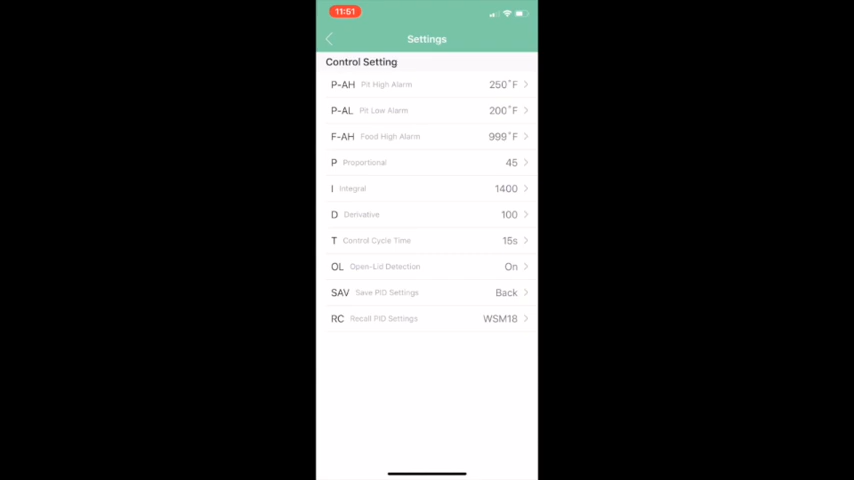 11:51
Settings
Control Setting
P-AH Pit High Alarm 250°F
P-AL Pit Low Alarm 200°F
F-AH Food High Alarm 999°F
P Proportional 45
I Integral 1400
D Derivative 100
T Control Cycle Time 15s
OL Open-Lid Detection On
SAV Save PID Settings Back
RC Recall PID Settings WSM18